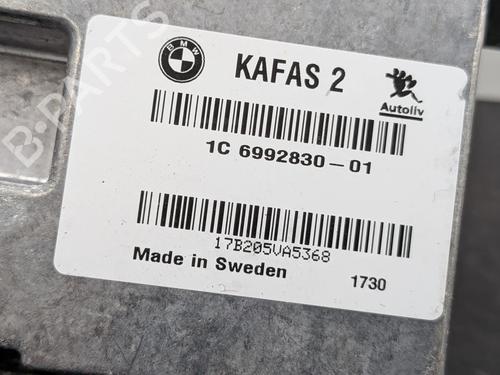 BMW
KAFAS 2
Autoliv
1C 6992830-01
17B205VA5368
Made in Sweden
1730
B-PARTS